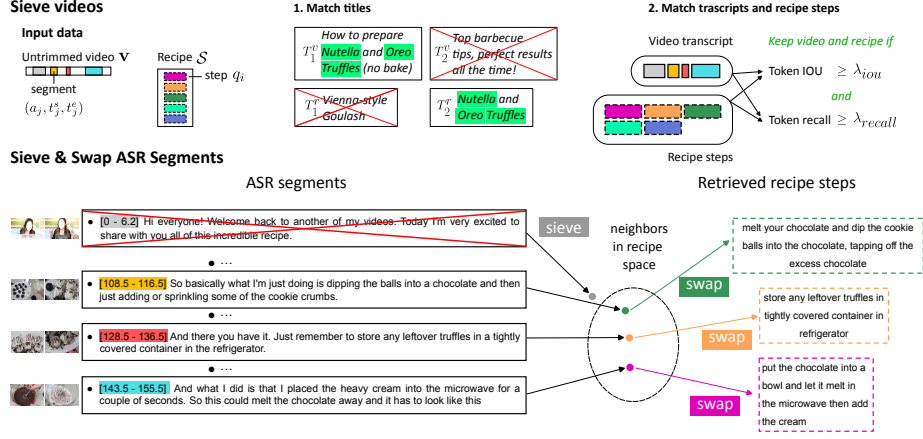 Sieve videos
Input data
Untrimmed video V
segment
(a_j, t_j^s, t_j^e)
Recipe S
step q_i
1. Match titles
T_1^v How to prepare
Nutella and Oreo
Truffles (no bake)
T_2^v Top barbecue
tips, perfect results
all the time!
T_1^r Vienna-style
Goulash
T_2^r Nutella and
Oreo Truffles
2. Match trascripts and recipe steps
Video transcript
Keep video and recipe if
Token IOU ≥ λ_iou
and
Token recall ≥ λ_recall
Recipe steps
Sieve & Swap ASR Segments
ASR segments
Retrieved recipe steps
• [0 - 6.2] Hi everyone! Welcome back to another of my videos. Today I'm very excited to
share with you all of this incredible recipe.
• ...
• [108.5 - 116.5] So basically what I'm just doing is dipping the balls into a chocolate and then
just adding or sprinkling some of the cookie crumbs.
• ...
• [128.5 - 136.5] And there you have it. Just remember to store any leftover truffles in a tightly
covered container in the refrigerator.
• ...
• [143.5 - 155.5] And what I did is that I placed the heavy cream into the microwave for a
couple of seconds. So this could melt the chocolate away and it has to look like this
sieve
neighbors
in recipe
space
swap
swap
swap
melt your chocolate and dip the cookie
balls into the chocolate, tapping off the
excess chocolate
store any leftover truffles in
tightly covered container in
refrigerator
put the chocolate into a
bowl and let it melt in
the microwave then add
the cream